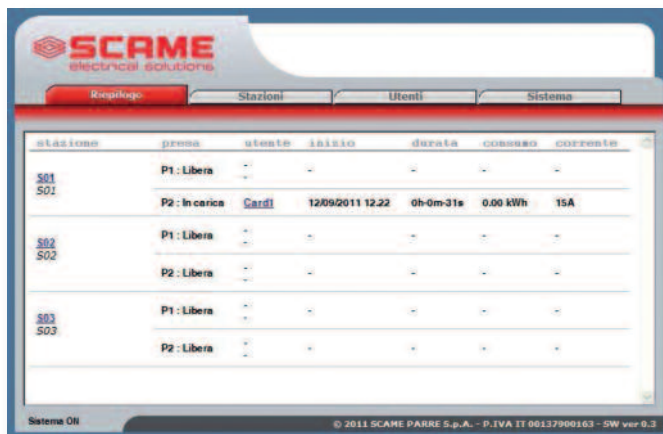 SCAME
electrical solutions
Riepilogo Stazioni Utenti Sistema
stazione presa utente inizio durata consumo corrente
S01
S01
P1 : Libera - - - - - -
P2 : In carica Card1 12/09/2011 12.22 0h-0m-31s 0.00 kWh 15A
S02
S02
P1 : Libera - - - - - -
P2 : Libera - - - - - -
S03
S03
P1 : Libera - - - - - -
P2 : Libera - - - - - -
Sistema ON
© 2011 SCAME PARRE S.p.A. - P.IVA IT 00137900163 - SW ver 0.3